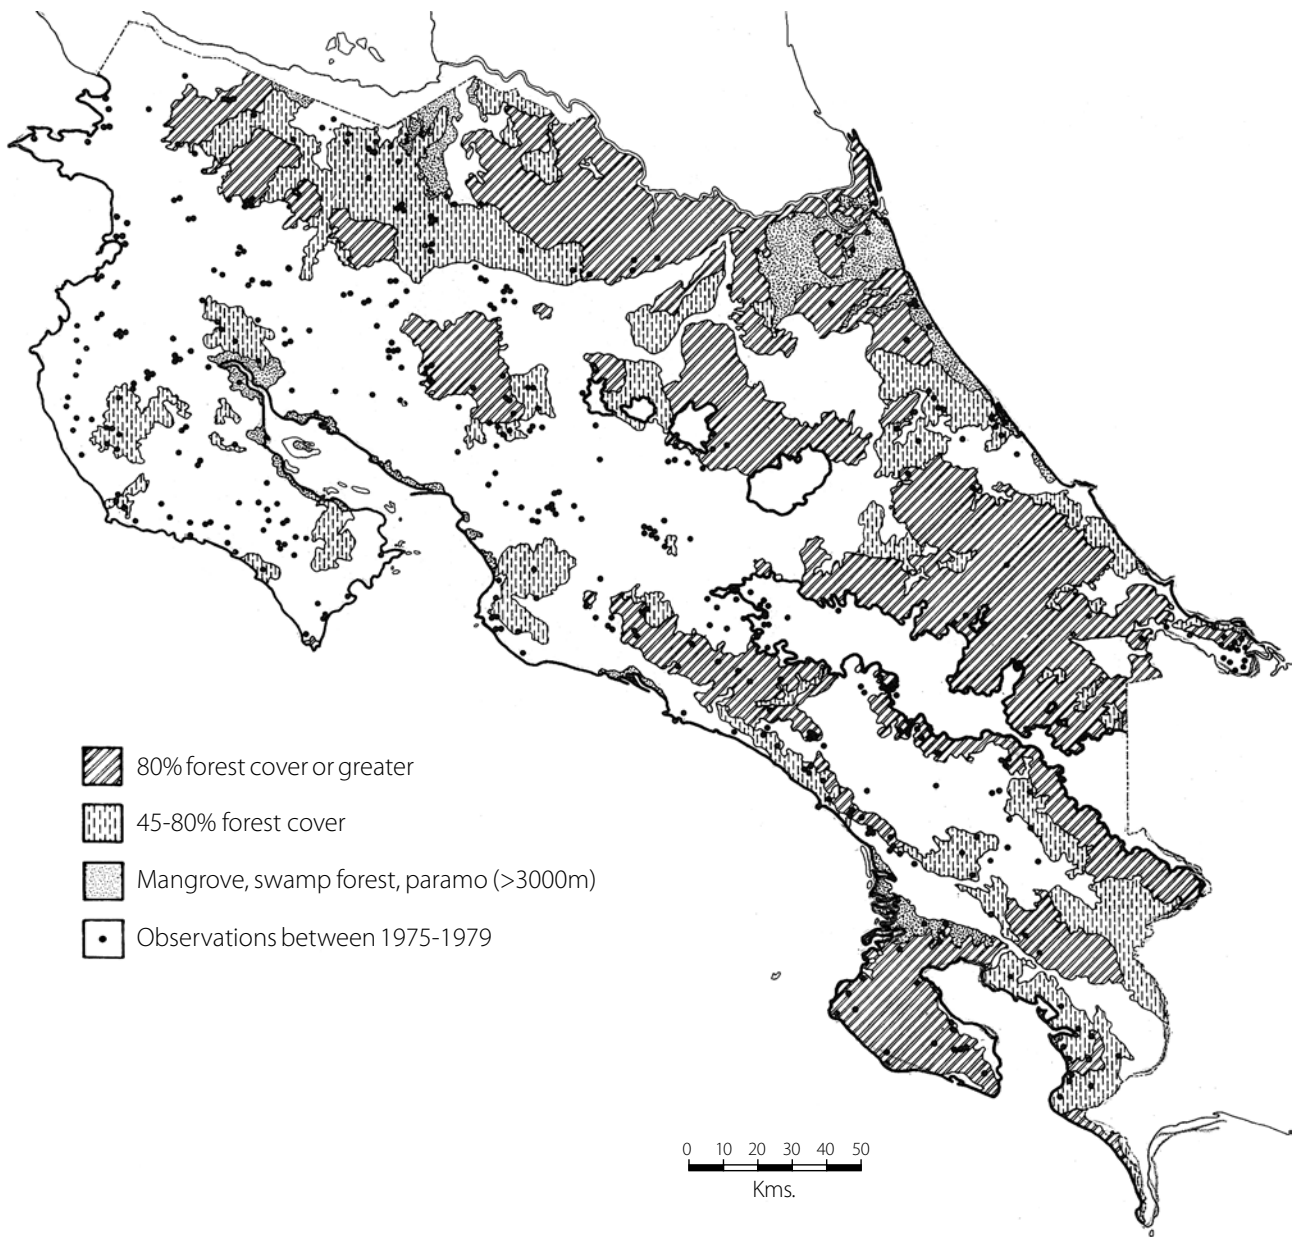 80% forest cover or greater
45-80% forest cover
Mangrove, swamp forest, paramo (>3000m)
Observations between 1975-1979
0 10 20 30 40 50
Kms.